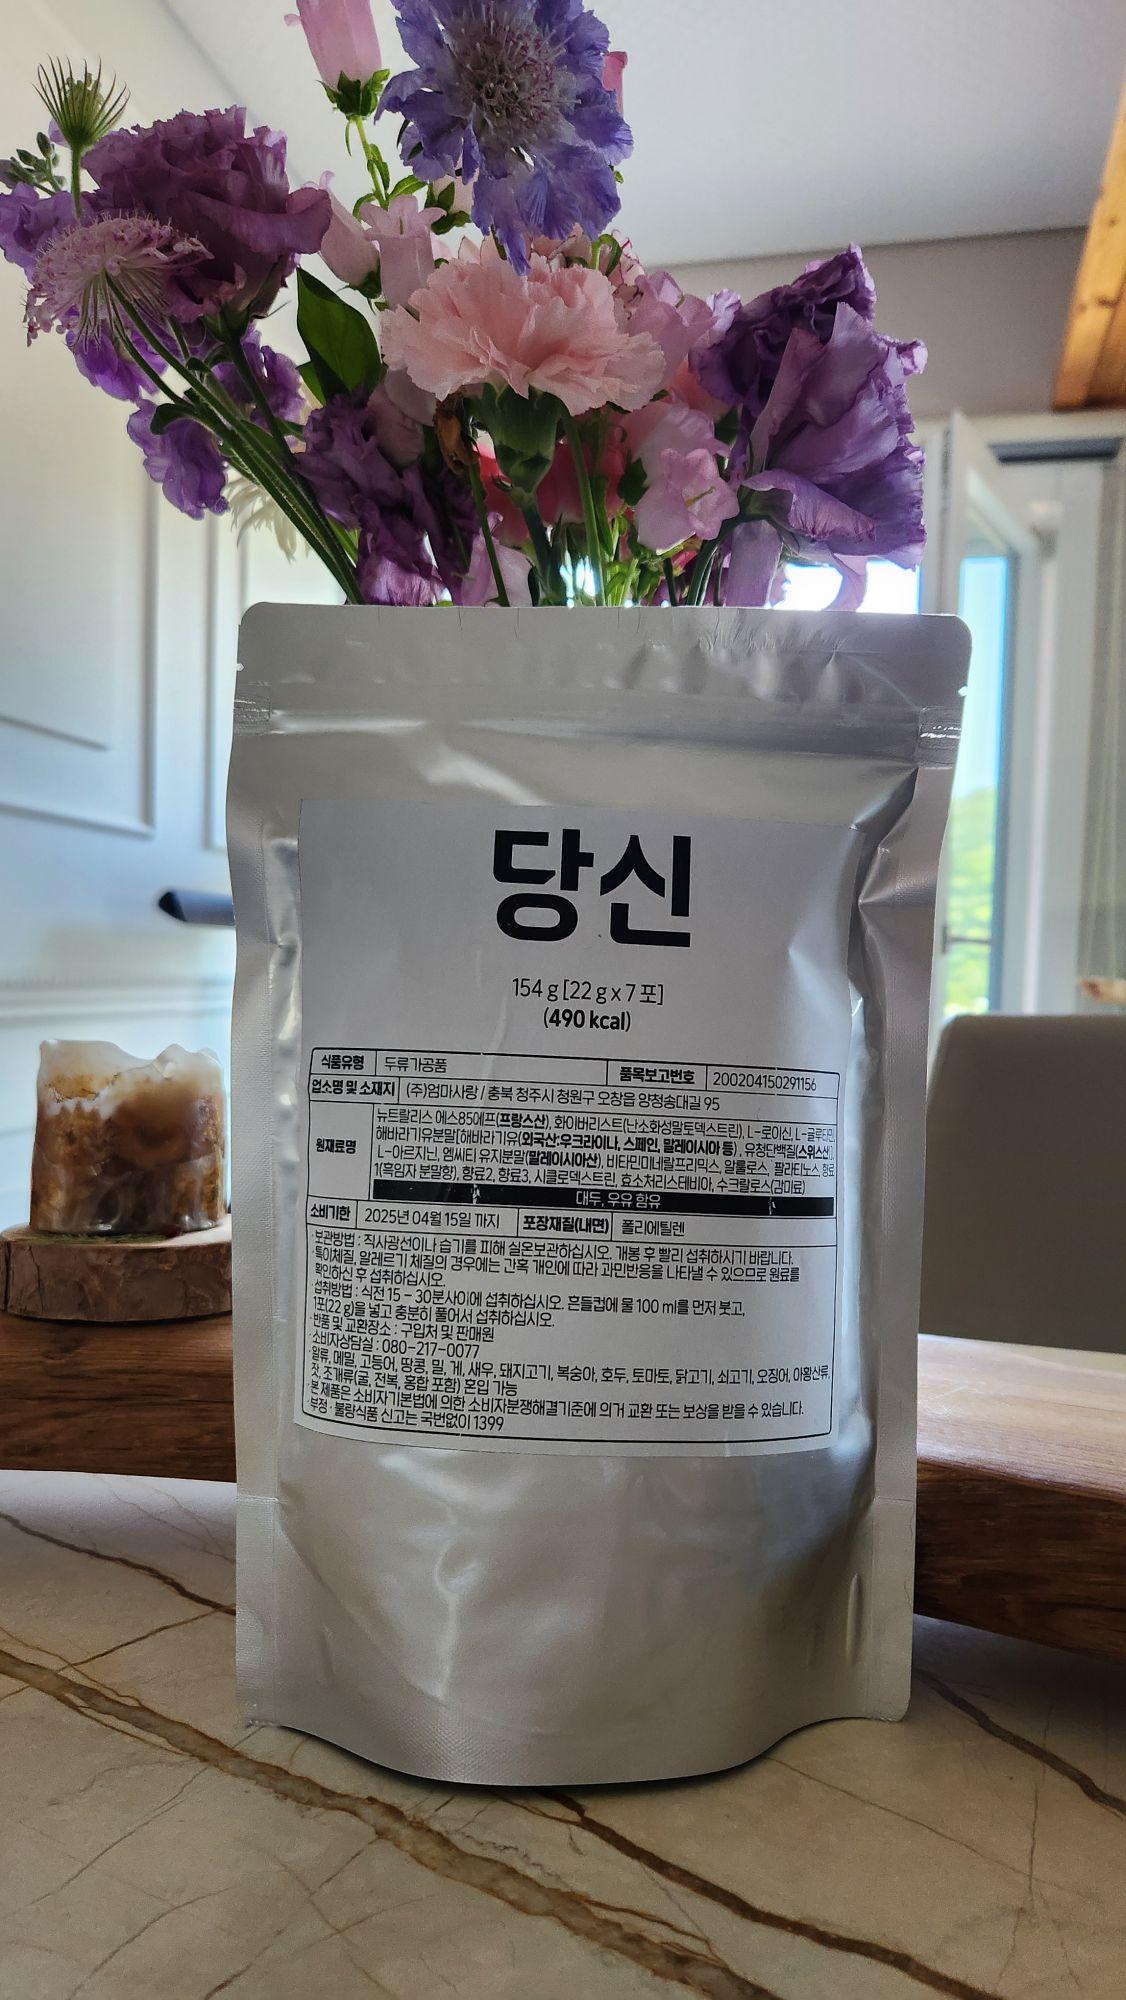 당신
154 g [22 g x 7 포]
(490 kcal)
식품유형 두류가공품 품목보고번호 200204150291156
업소명 및 소재지 (주)엄마사랑 / 충북 청주시 청원구 오창읍 양청송대길 95
원재료명 뉴트랄리스 에스85에프(프랑스산), 화이버리스트(난소화성말토덱스트린), L-로이신, L-글루타민,
해바라기유분말[해바라기유(외국산:우크라이나, 스페인, 말레이시아 등), 유청단백질(스위스산)],
L-아르지닌, 엠씨티 유지분말(말레이시아산), 비타민미네랄프리믹스, 알룰로스, 팔라티노스, 향료
1(흑임자 분말향), 향료2, 향료3, 시클로덱스트린, 효소처리스테비아, 수크랄로스(감미료)
대두, 우유 함유
소비기한 2025년 04월 15일 까지 포장재질(내면) 폴리에틸렌
· 보관방법 : 직사광선이나 습기를 피해 실온보관하십시오. 개봉 후 빨리 섭취하시기 바랍니다.
· 특이체질, 알레르기 체질의 경우에는 간혹 개인에 따라 과민반응을 나타낼 수 있으므로 원료를
확인하신 후 섭취하십시오.
· 섭취방법 : 식전 15 - 30분사이에 섭취하십시오. 흔들컵에 물 100 ml를 먼저 붓고,
1포(22 g)을 넣고 충분히 풀어서 섭취하십시오.
· 반품 및 교환장소 : 구입처 및 판매원
· 소비자상담실 : 080-217-0077
· 알류, 메밀, 고등어, 땅콩, 밀, 게, 새우, 돼지고기, 복숭아, 호두, 토마토, 닭고기, 쇠고기, 오징어, 아황산류,
잣, 조개류(굴, 전복, 홍합 포함) 혼입 가능
· 본 제품은 소비자기본법에 의한 소비자분쟁해결기준에 의거 교환 또는 보상을 받을 수 있습니다.
· 부정 · 불량식품 신고는 국번없이 1399